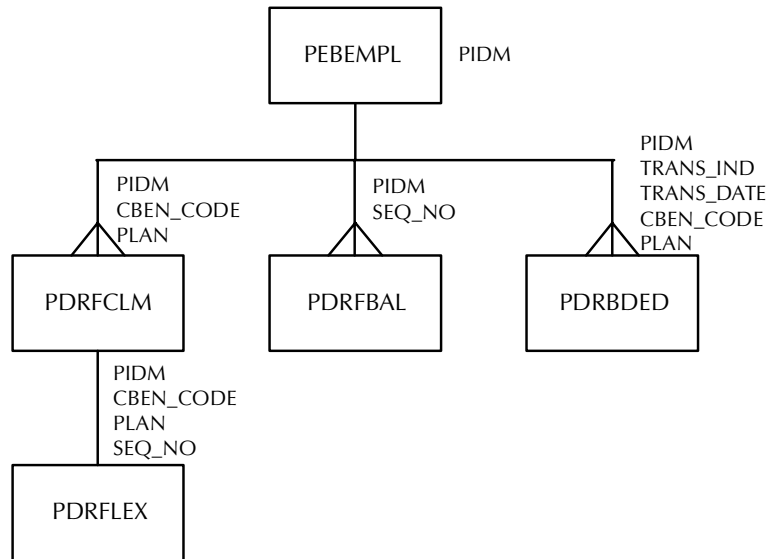 PEBEMPL
PIDM
PIDM
CBEN_CODE
PLAN
PIDM
SEQ_NO
PIDM
TRANS_IND
TRANS_DATE
CBEN_CODE
PLAN
PDRFCLM
PDRFBAL
PDRBDED
PIDM
CBEN_CODE
PLAN
SEQ_NO
PDRFLEX